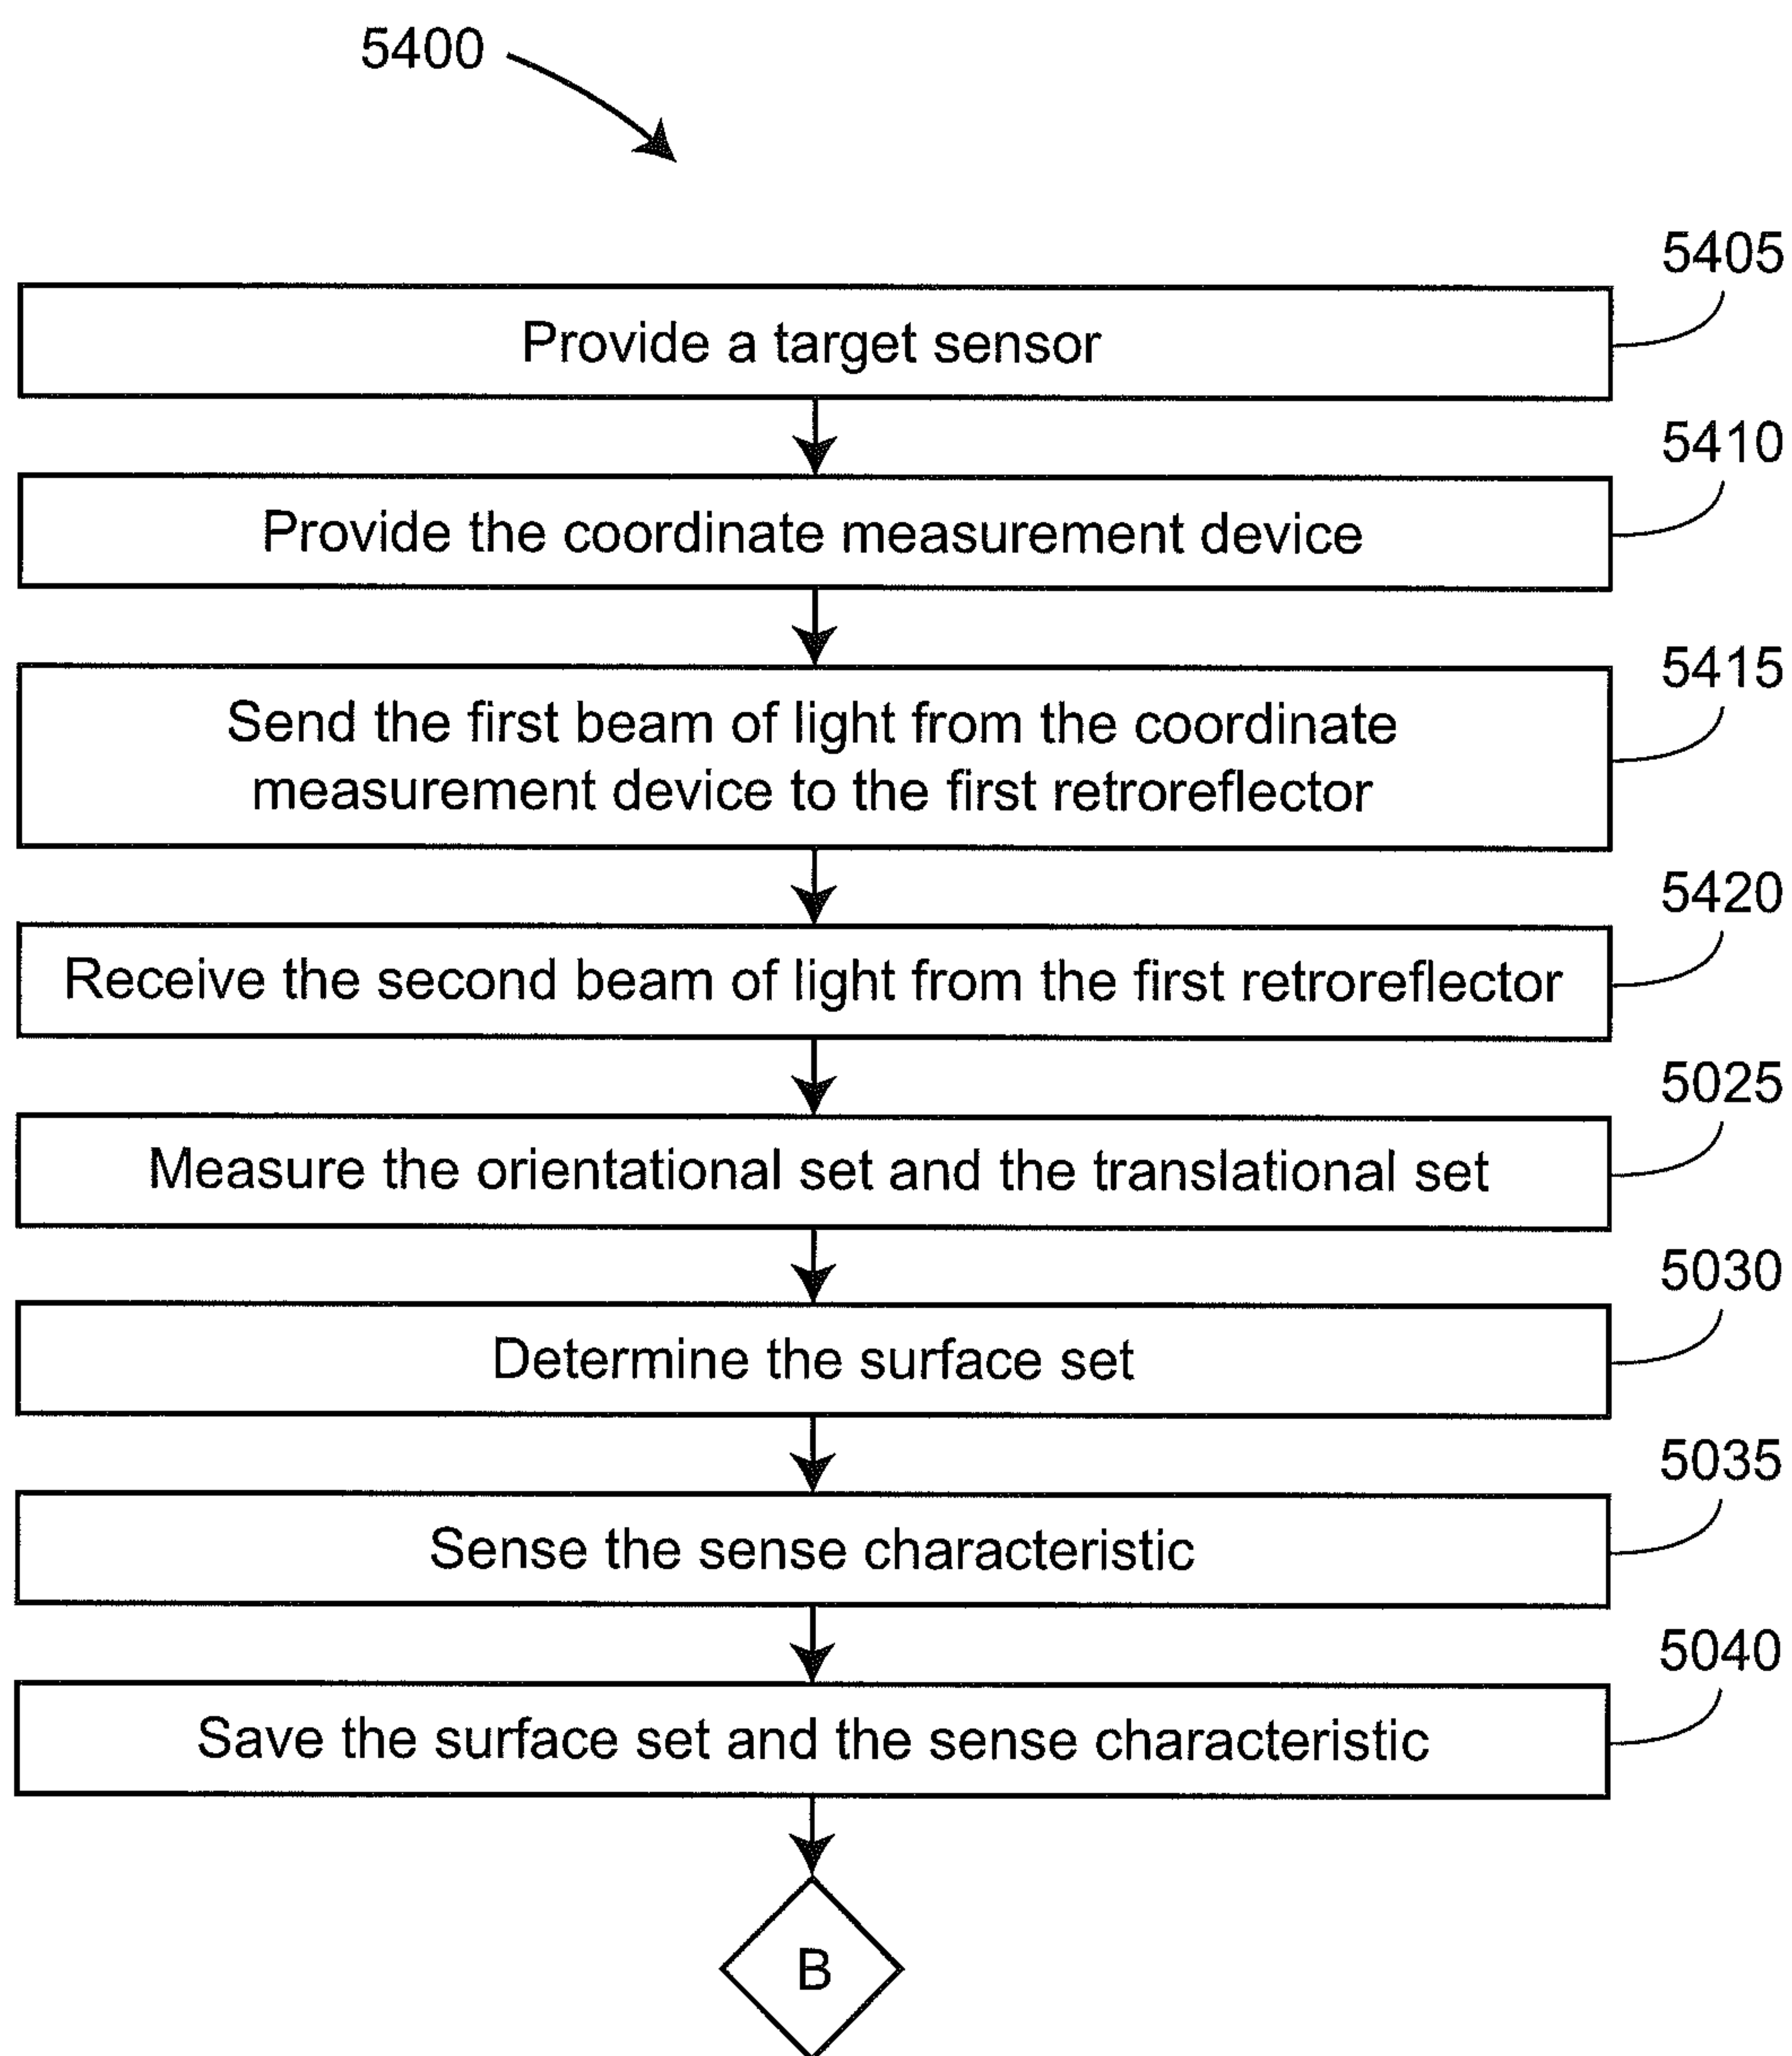 5400
5405
Provide a target sensor
5410
Provide the coordinate measurement device
5415
Send the first beam of light from the coordinate
measurement device to the first retroreflector
5420
Receive the second beam of light from the first retroreflector
5025
Measure the orientational set and the translational set
5030
Determine the surface set
5035
Sense the sense characteristic
5040
Save the surface set and the sense characteristic
B